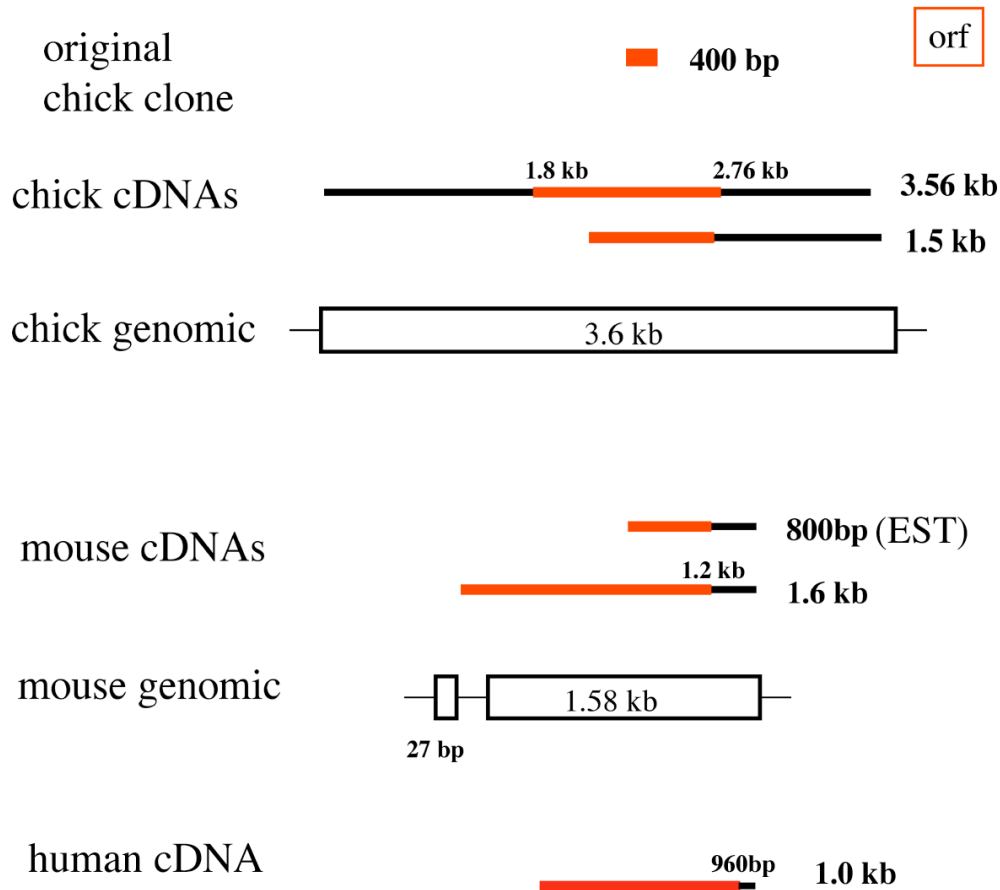 original
chick clone
400 bp
orf
chick cDNAs
1.8 kb
2.76 kb
3.56 kb
1.5 kb
chick genomic
3.6 kb
mouse cDNAs
800bp (EST)
1.2 kb
1.6 kb
mouse genomic
1.58 kb
27 bp
human cDNA
960bp
1.0 kb